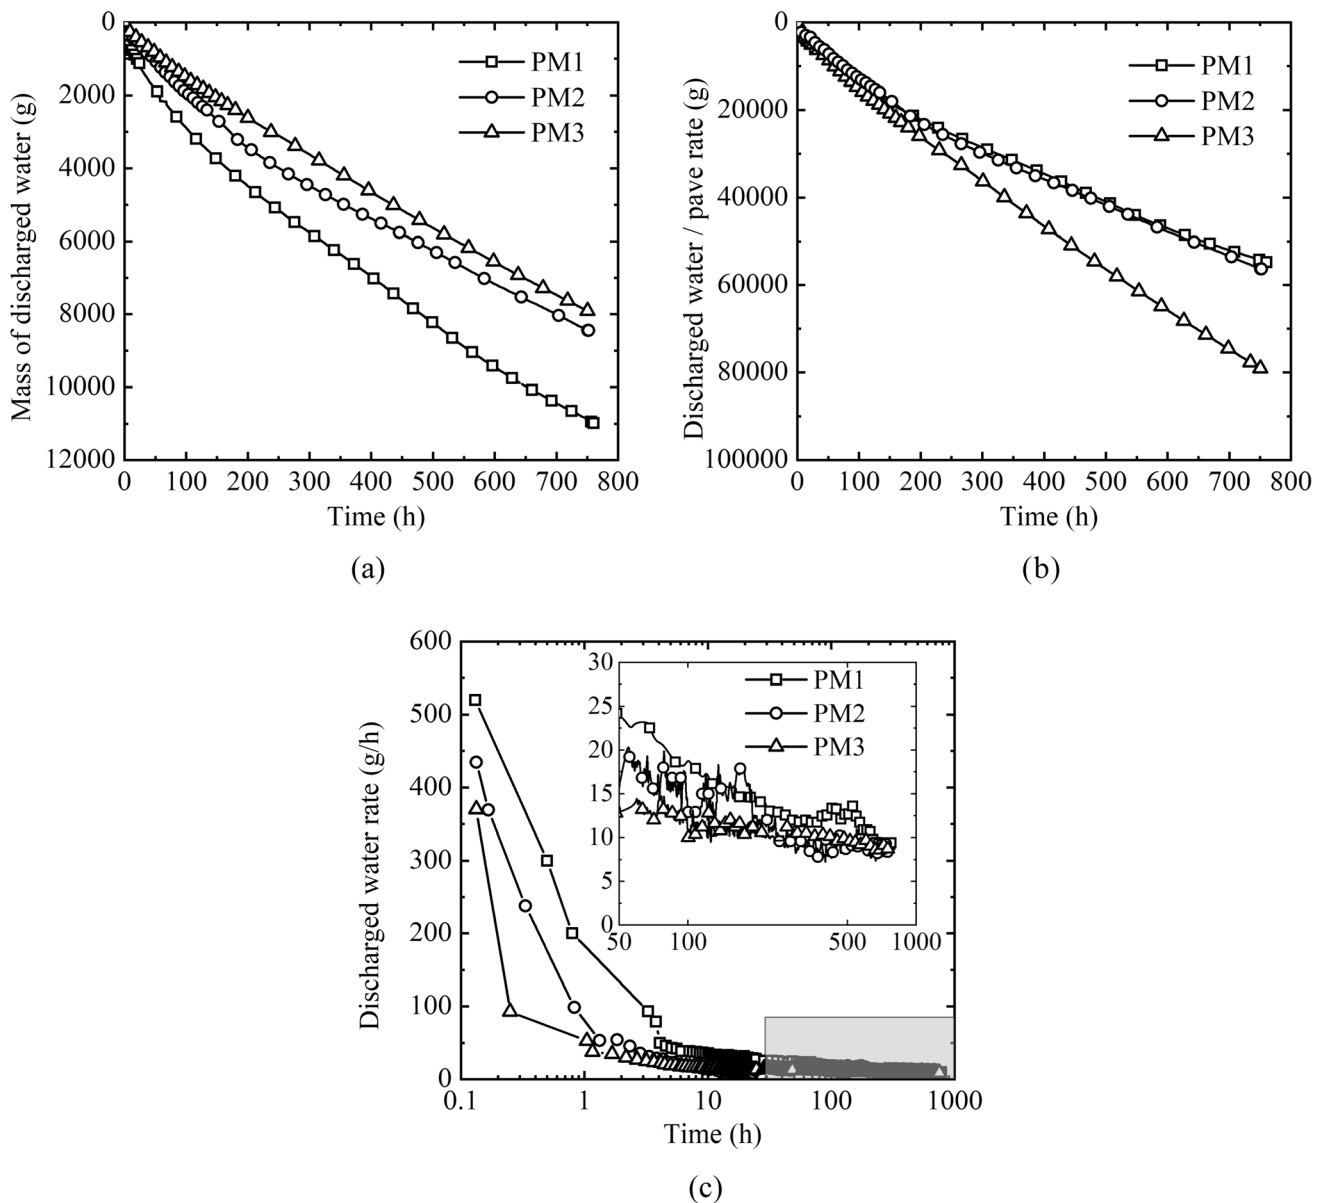 0
2000
4000
6000
8000
10000
12000
Mass of discharged water (g)
PM1
PM2
PM3
0 100 200 300 400 500 600 700 800
Time (h)
(a)
0
20000
40000
60000
80000
100000
Discharged water / pave rate (g)
PM1
PM2
PM3
0 100 200 300 400 500 600 700 800
Time (h)
(b)
600
500
400
300
200
100
0
Discharged water rate (g/h)
30
25
20
15
10
5
0
PM1
PM2
PM3
50 100 500 1000
0.1 1 10 100 1000
Time (h)
(c)